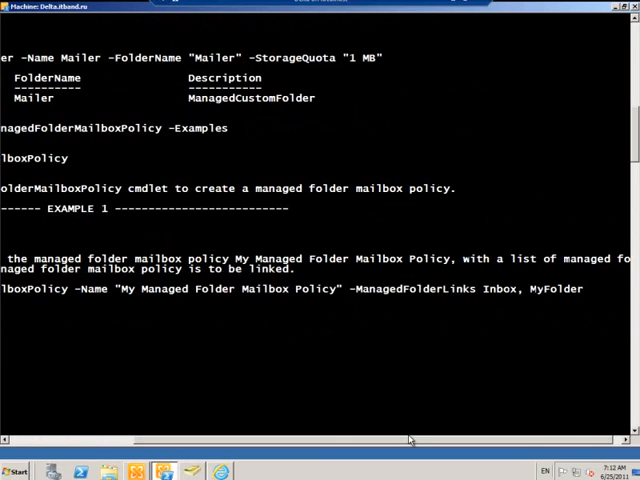 Machine: Delta.itband.ru
er -Name Mailer -FolderName "Mailer" -StorageQuota "1 MB"
FolderName Description
---------- -----------
Mailer ManagedCustomFolder
nagedFolderMailboxPolicy -Examples
lboxPolicy
olderMailboxPolicy cmdlet to create a managed folder mailbox policy.
------ EXAMPLE 1 --------------------------
the managed folder mailbox policy My Managed Folder Mailbox Policy, with a list of managed fo
naged folder mailbox policy is to be linked.
lboxPolicy -Name "My Managed Folder Mailbox Policy" -ManagedFolderLinks Inbox, MyFolder
Start
EN
7:12 AM
6/25/2011